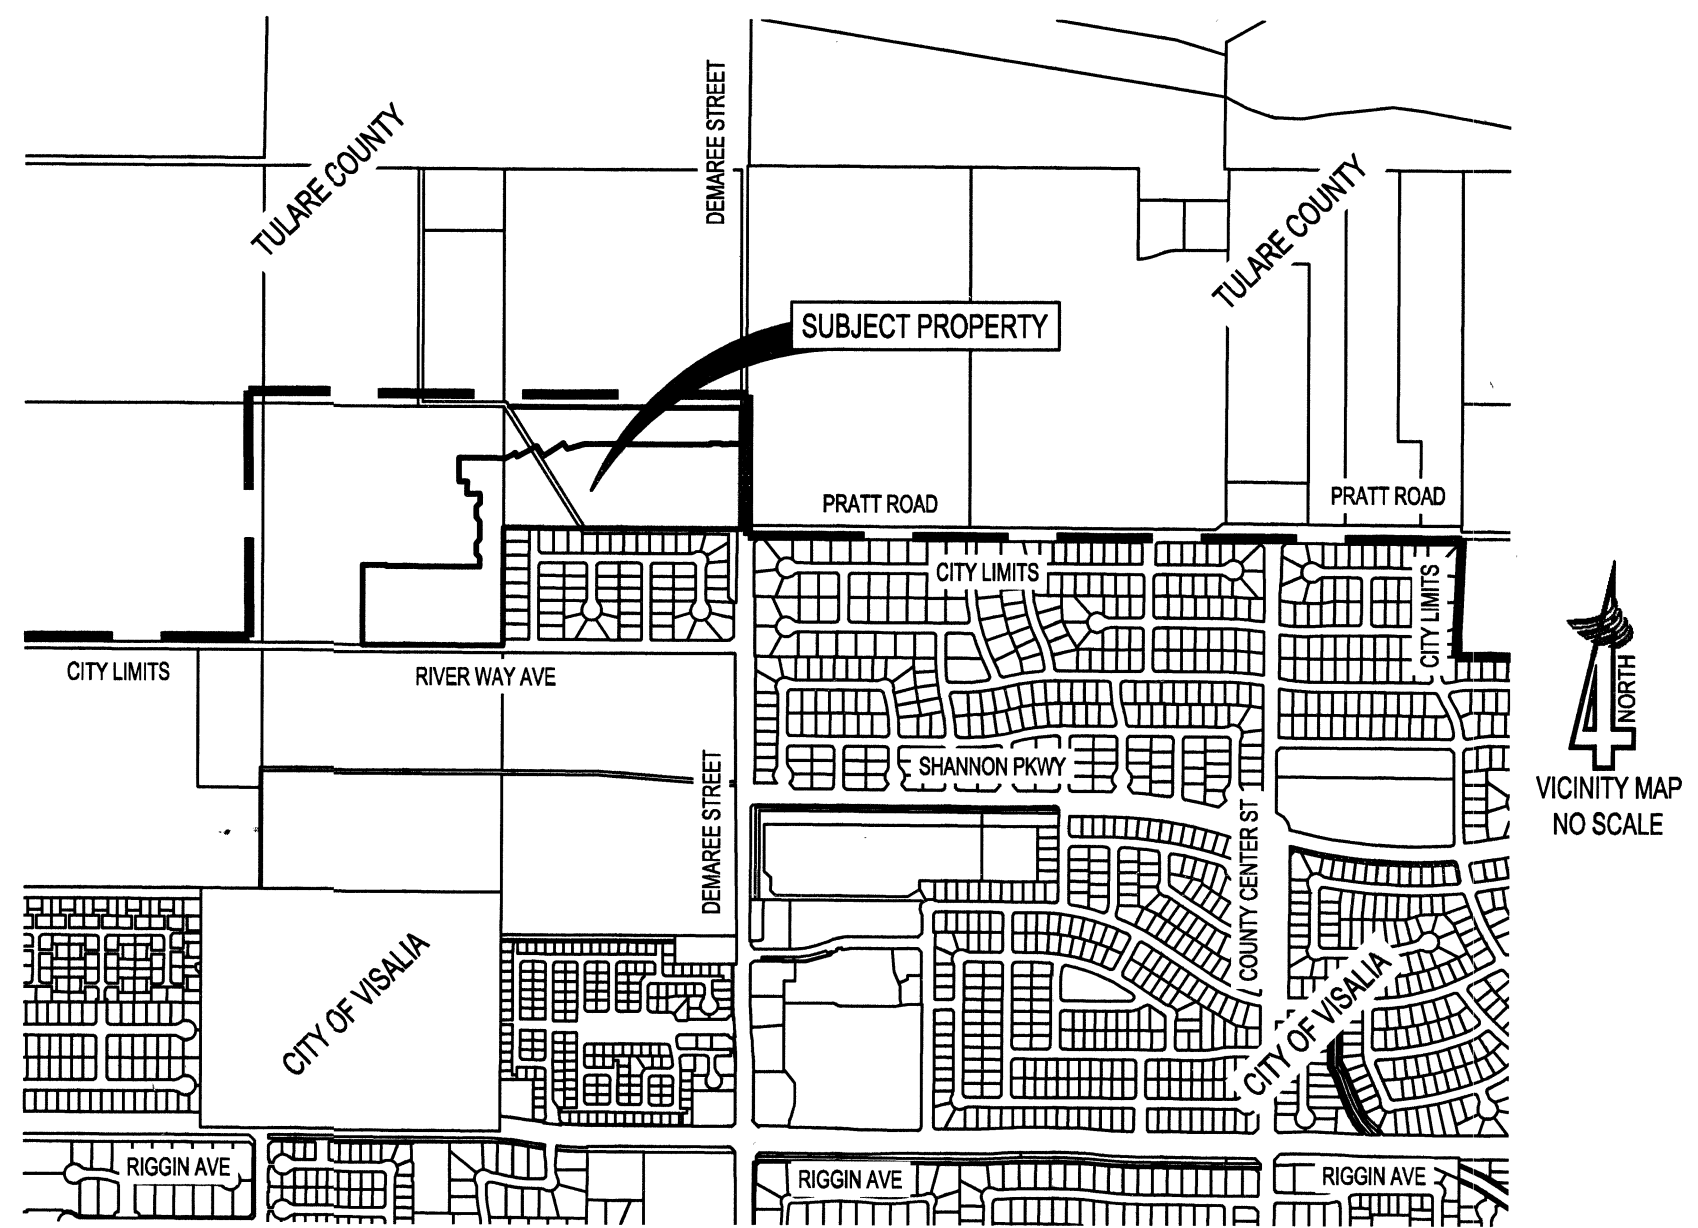 TULARE COUNTY
DEMAREE STREET
TULARE COUNTY
SUBJECT PROPERTY
PRATT ROAD
PRATT ROAD
CITY LIMITS
CITY LIMITS
CITY LIMITS
RIVER WAY AVE
NORTH
SHANNON PKWY
DEMAREE STREET
COUNTY CENTER ST
VICINITY MAP
NO SCALE
CITY OF VISALIA
CITY OF VISALIA
RIGGIN AVE
RIGGIN AVE
RIGGIN AVE